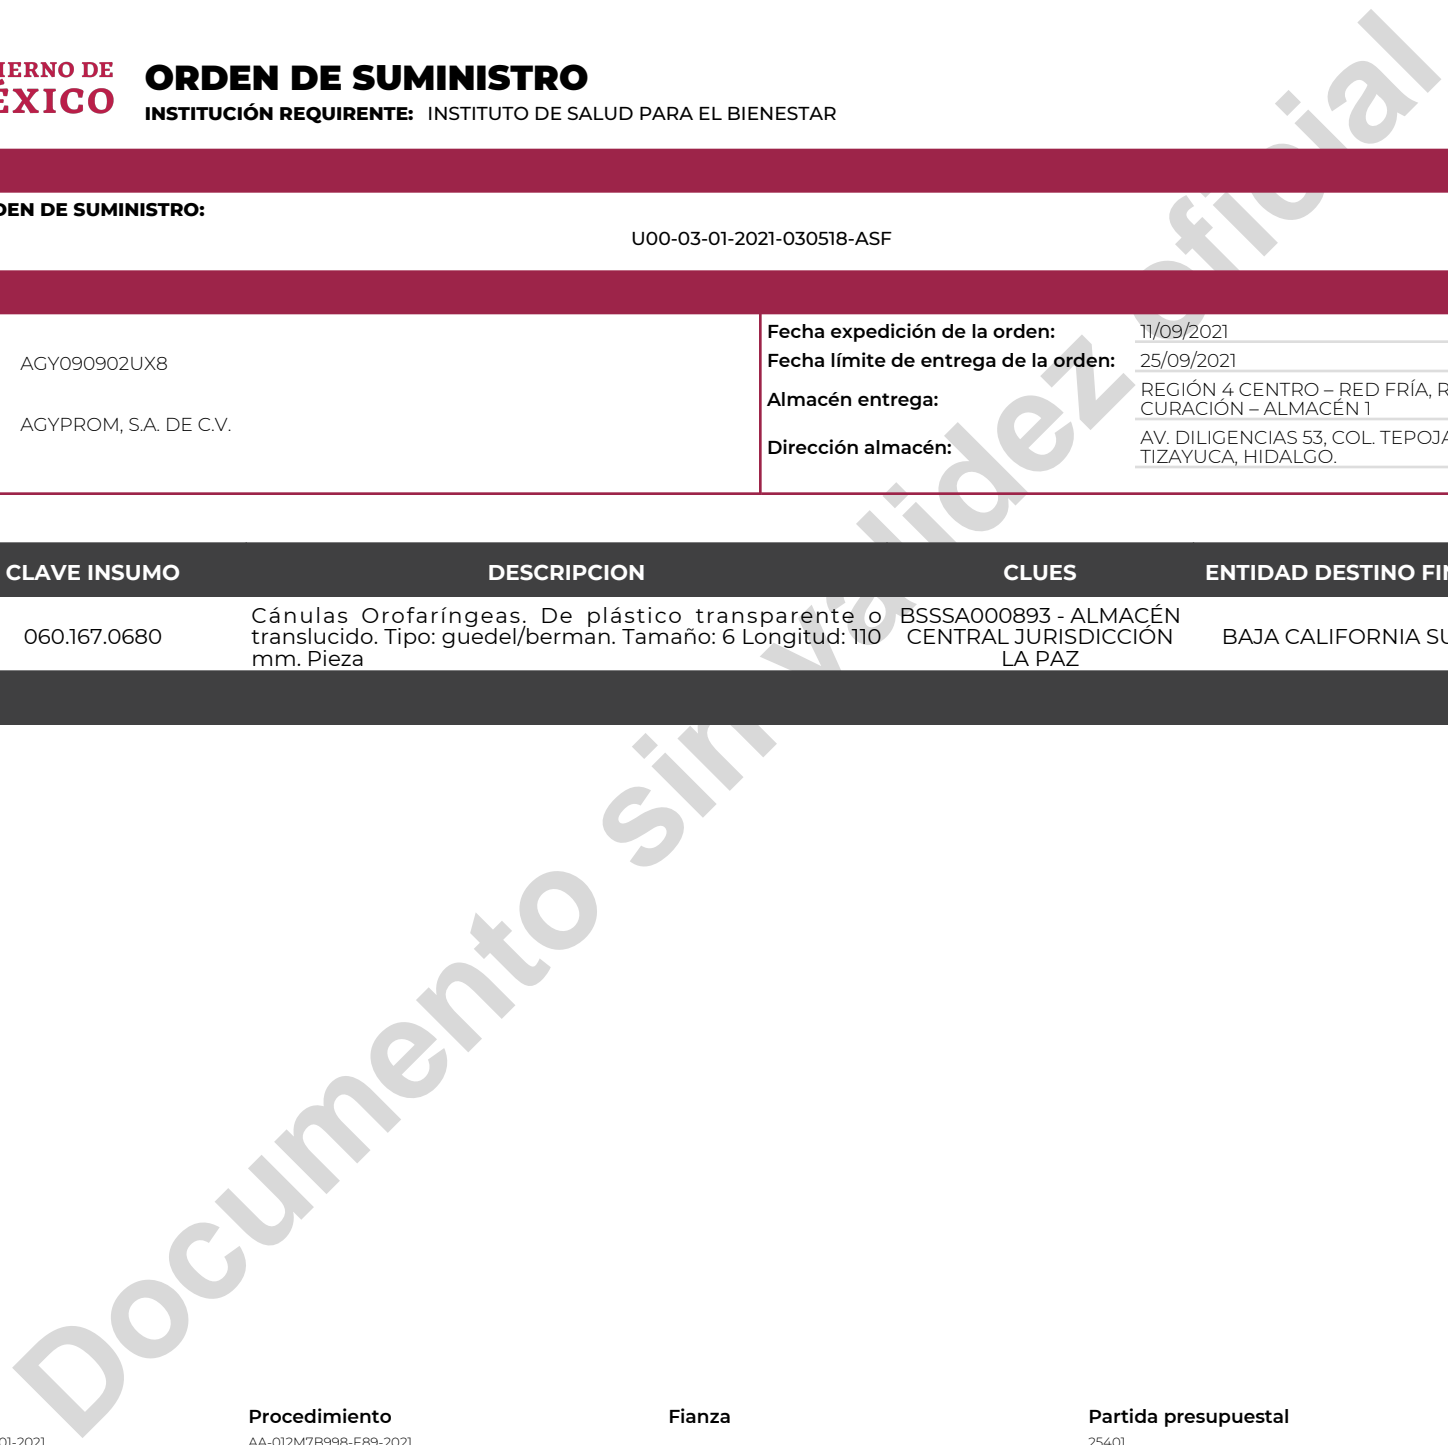 IERNO DE
ÉXICO
ORDEN DE SUMINISTRO
INSTITUCIÓN REQUIRENTE: INSTITUTO DE SALUD PARA EL BIENESTAR
DEN DE SUMINISTRO:
U00-03-01-2021-030518-ASF
AGY090902UX8
AGYPROM, S.A. DE C.V.
Fecha expedición de la orden: 11/09/2021
Fecha límite de entrega de la orden: 25/09/2021
Almacén entrega:
REGIÓN 4 CENTRO – RED FRÍA, R
CURACIÓN – ALMACÉN 1
Dirección almacén:
AV. DILIGENCIAS 53, COL. TEPOJA
TIZAYUCA, HIDALGO.
CLAVE INSUMO DESCRIPCION CLUES ENTIDAD DESTINO FIN
060.167.0680
Cánulas Orofaríngeas. De plástico transparente o
translucido. Tipo: guedel/berman. Tamaño: 6 Longitud: 110
mm. Pieza
BSSSA000893 - ALMACÉN
CENTRAL JURISDICCIÓN
LA PAZ
BAJA CALIFORNIA SU
Documento sin validez oficial
Procedimiento Fianza Partida presupuestal
01-2021 AA-012M7B998-E89-2021 25401